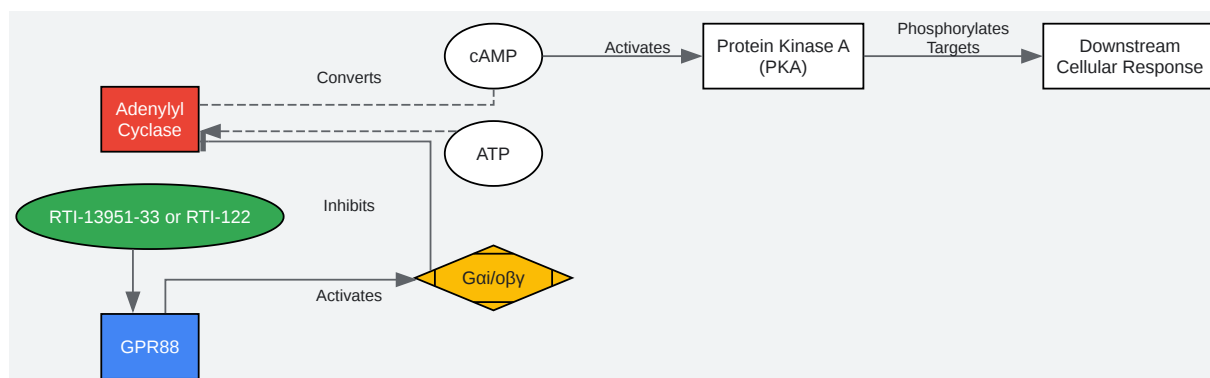 cAMP
Activates
Protein Kinase A
(PKA)
Phosphorylates
Targets
Downstream
Cellular Response
Converts
Adenylyl
Cyclase
ATP
RTI-13951-33 or RTI-122
Inhibits
Gαi/oβγ
Activates
GPR88